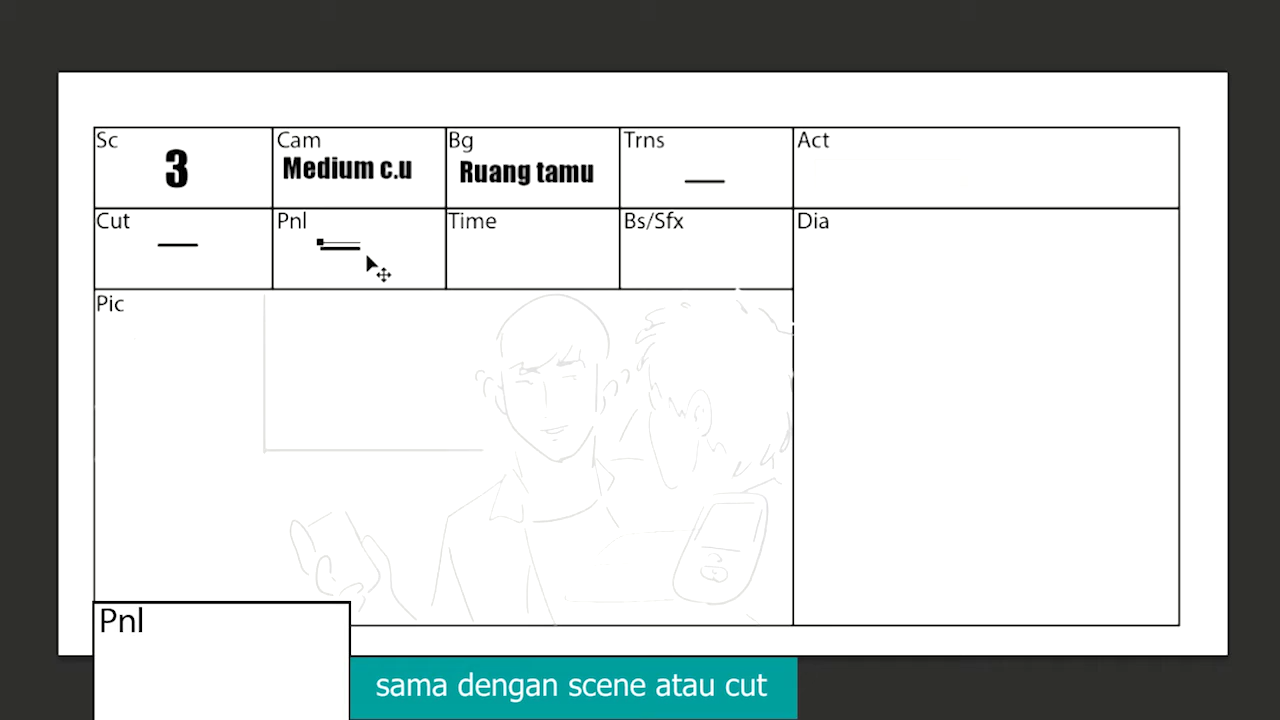 Sc
3
Cam
Medium c.u
Bg
Ruang tamu
Trns
Act
Cut
Pnl
Time
Bs/Sfx
Dia
Pic
Pnl
sama dengan scene atau cut